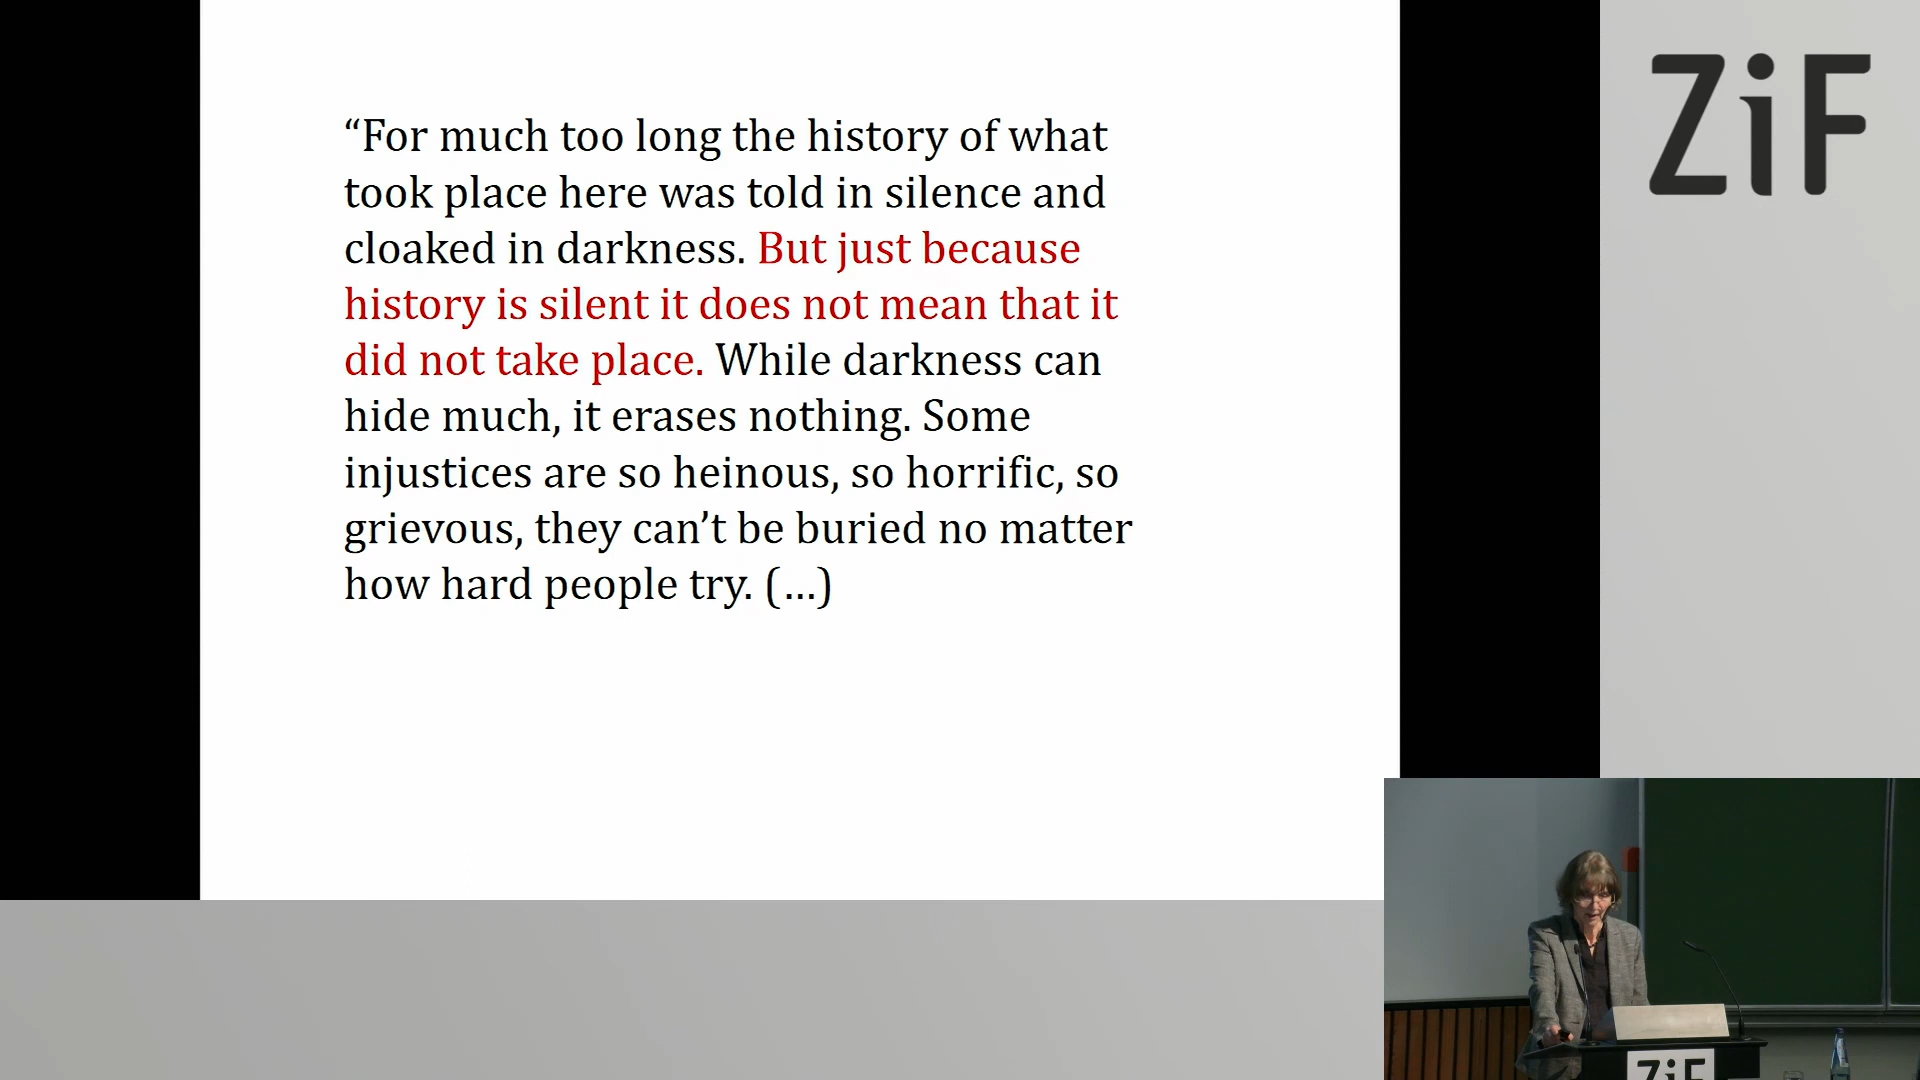 “For much too long the history of what
took place here was told in silence and
cloaked in darkness. But just because
history is silent it does not mean that it
did not take place. While darkness can
hide much, it erases nothing. Some
injustices are so heinous, so horrific, so
grievous, they can’t be buried no matter
how hard people try. (…)
ZiF
ZiF